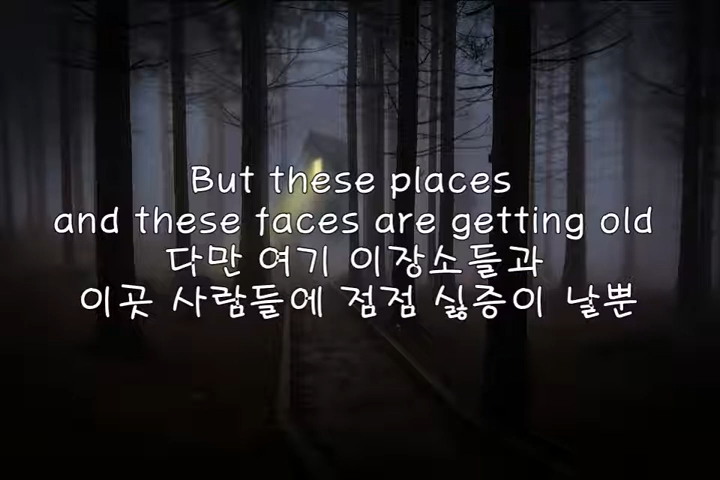 But these places
and these faces are getting old
다만 여기 이장소들과
이곳 사람들에 점점 싫증이 날뿐